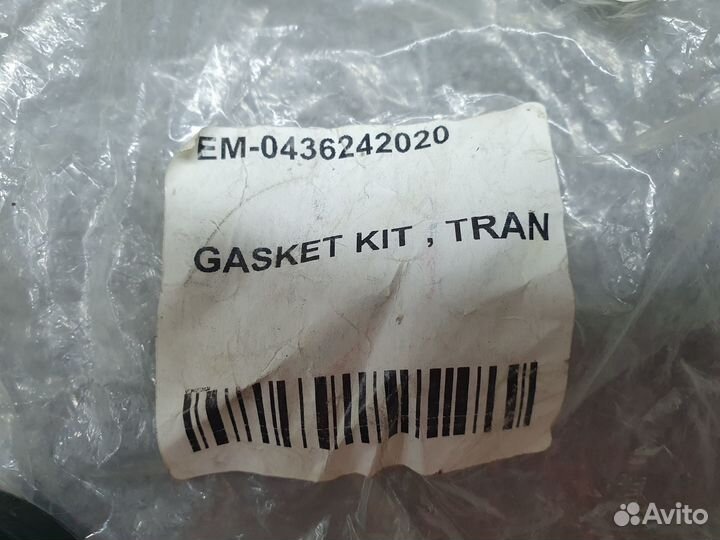 EM-0436242020
GASKET KIT , TRAN
Avito